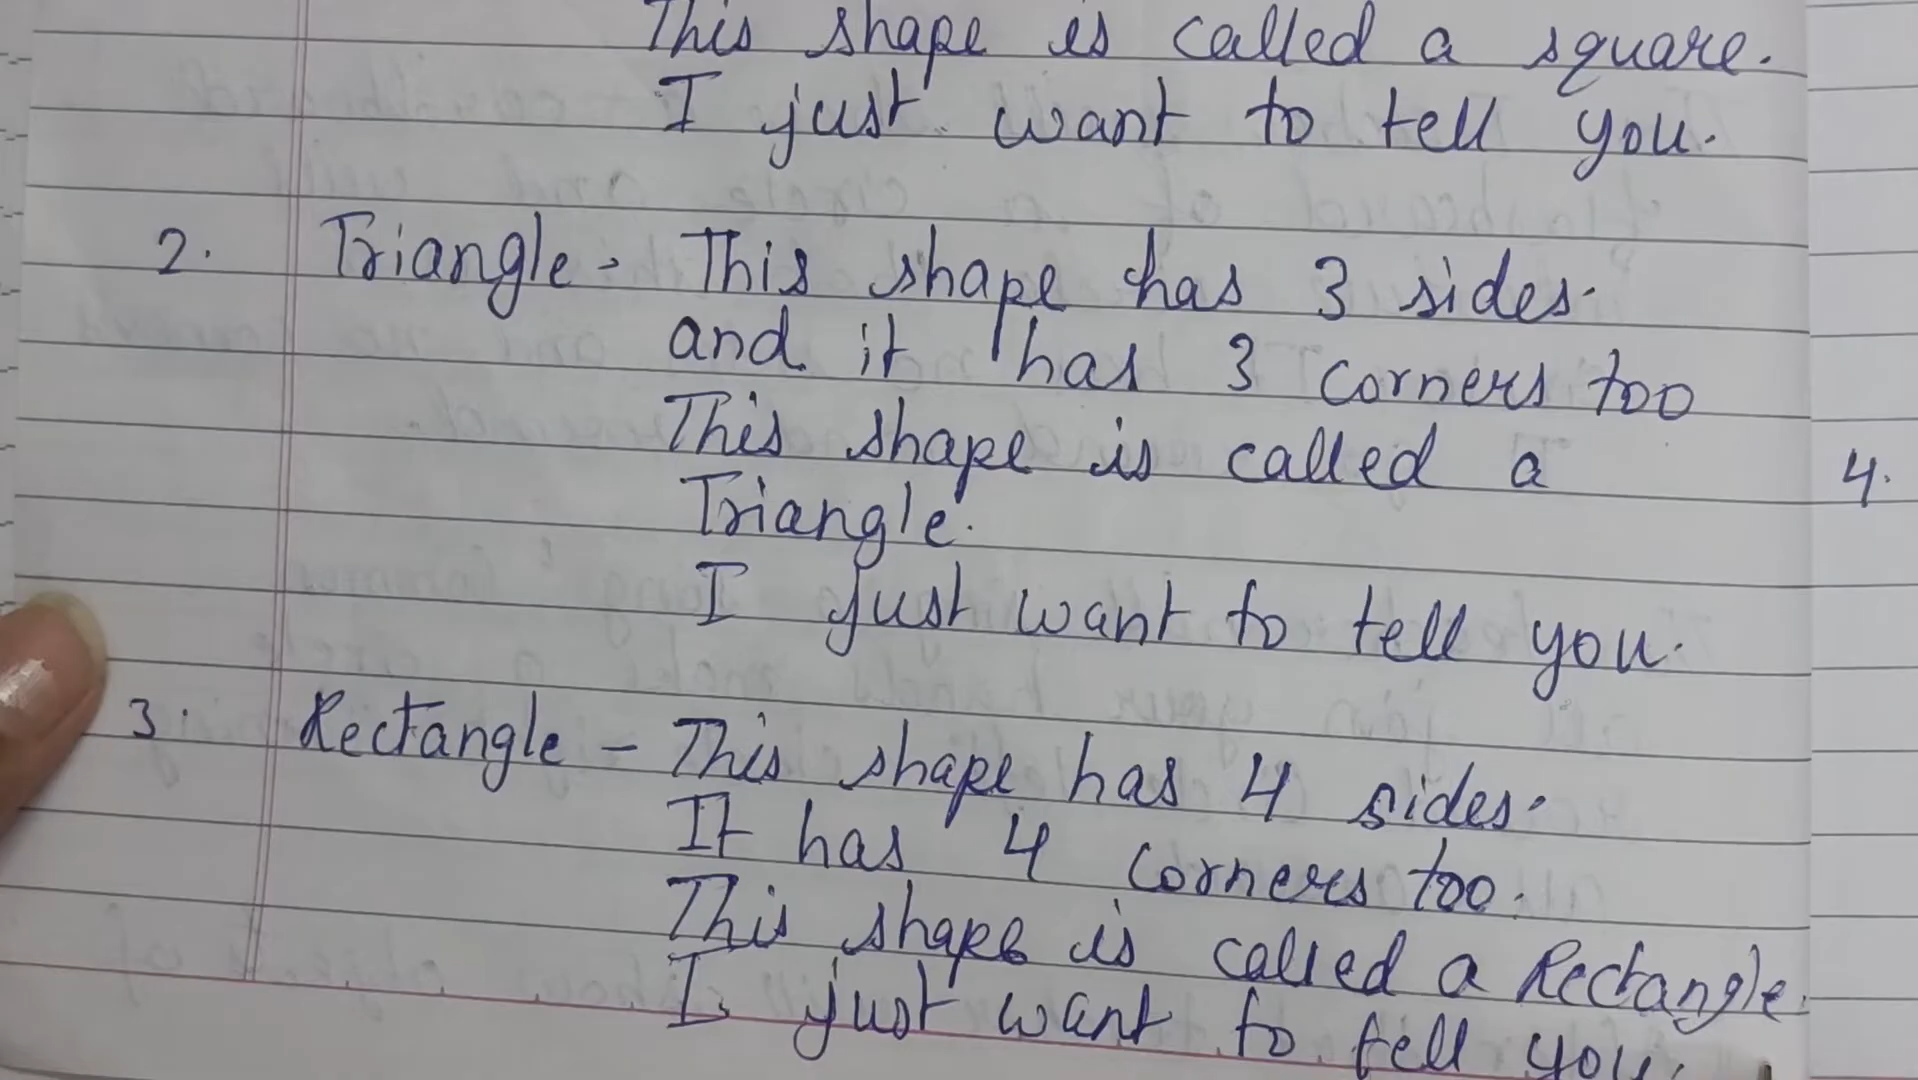 This shape is called a square.
I just want to tell you.
2. Triangle - This shape has 3 sides.
and it has 3 corners too
This shape is called a
Triangle.
I just want to tell you.
3. Rectangle - This shape has 4 sides.
It has 4 corners too.
This shape is called a Rectangle.
I just want to tell you.
4.